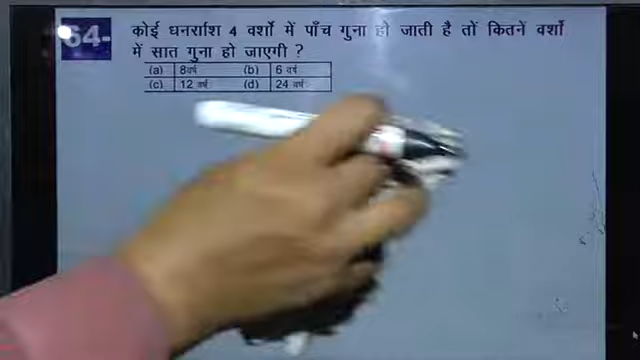 64- कोई धनराशि 4 वर्शो में पाँच गुना हो जाती है तों कितनें वर्शो
में सात गुना हो जाएगी ?
(a) 8वर्ष (b) 6 वर्ष
(c) 12 वर्ष (d) 24 वर्ष